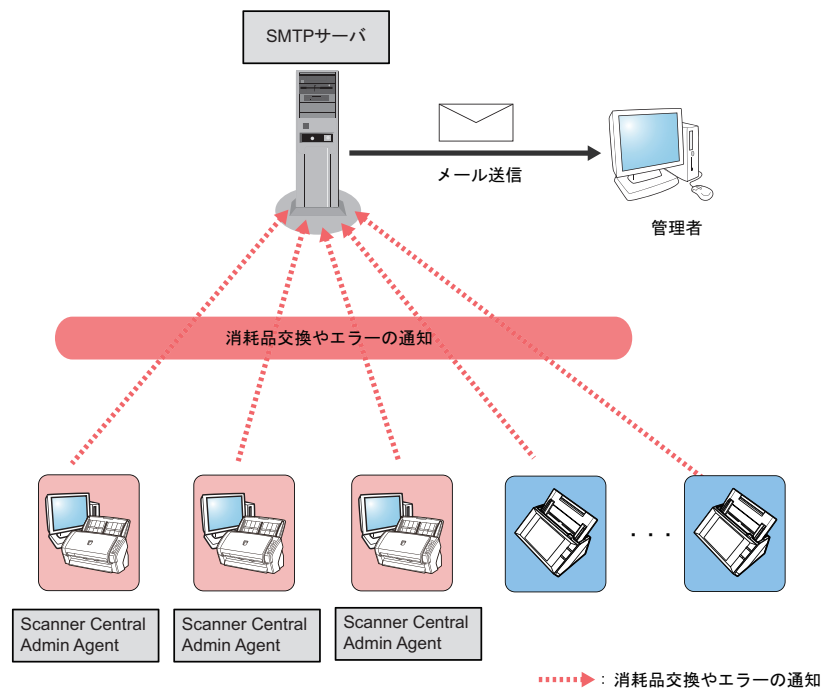 SMTPサーバ
メール送信
管理者
消耗品交換やエラーの通知
. . .
Scanner Central
Admin Agent
Scanner Central
Admin Agent
Scanner Central
Admin Agent
：消耗品交換やエラーの通知